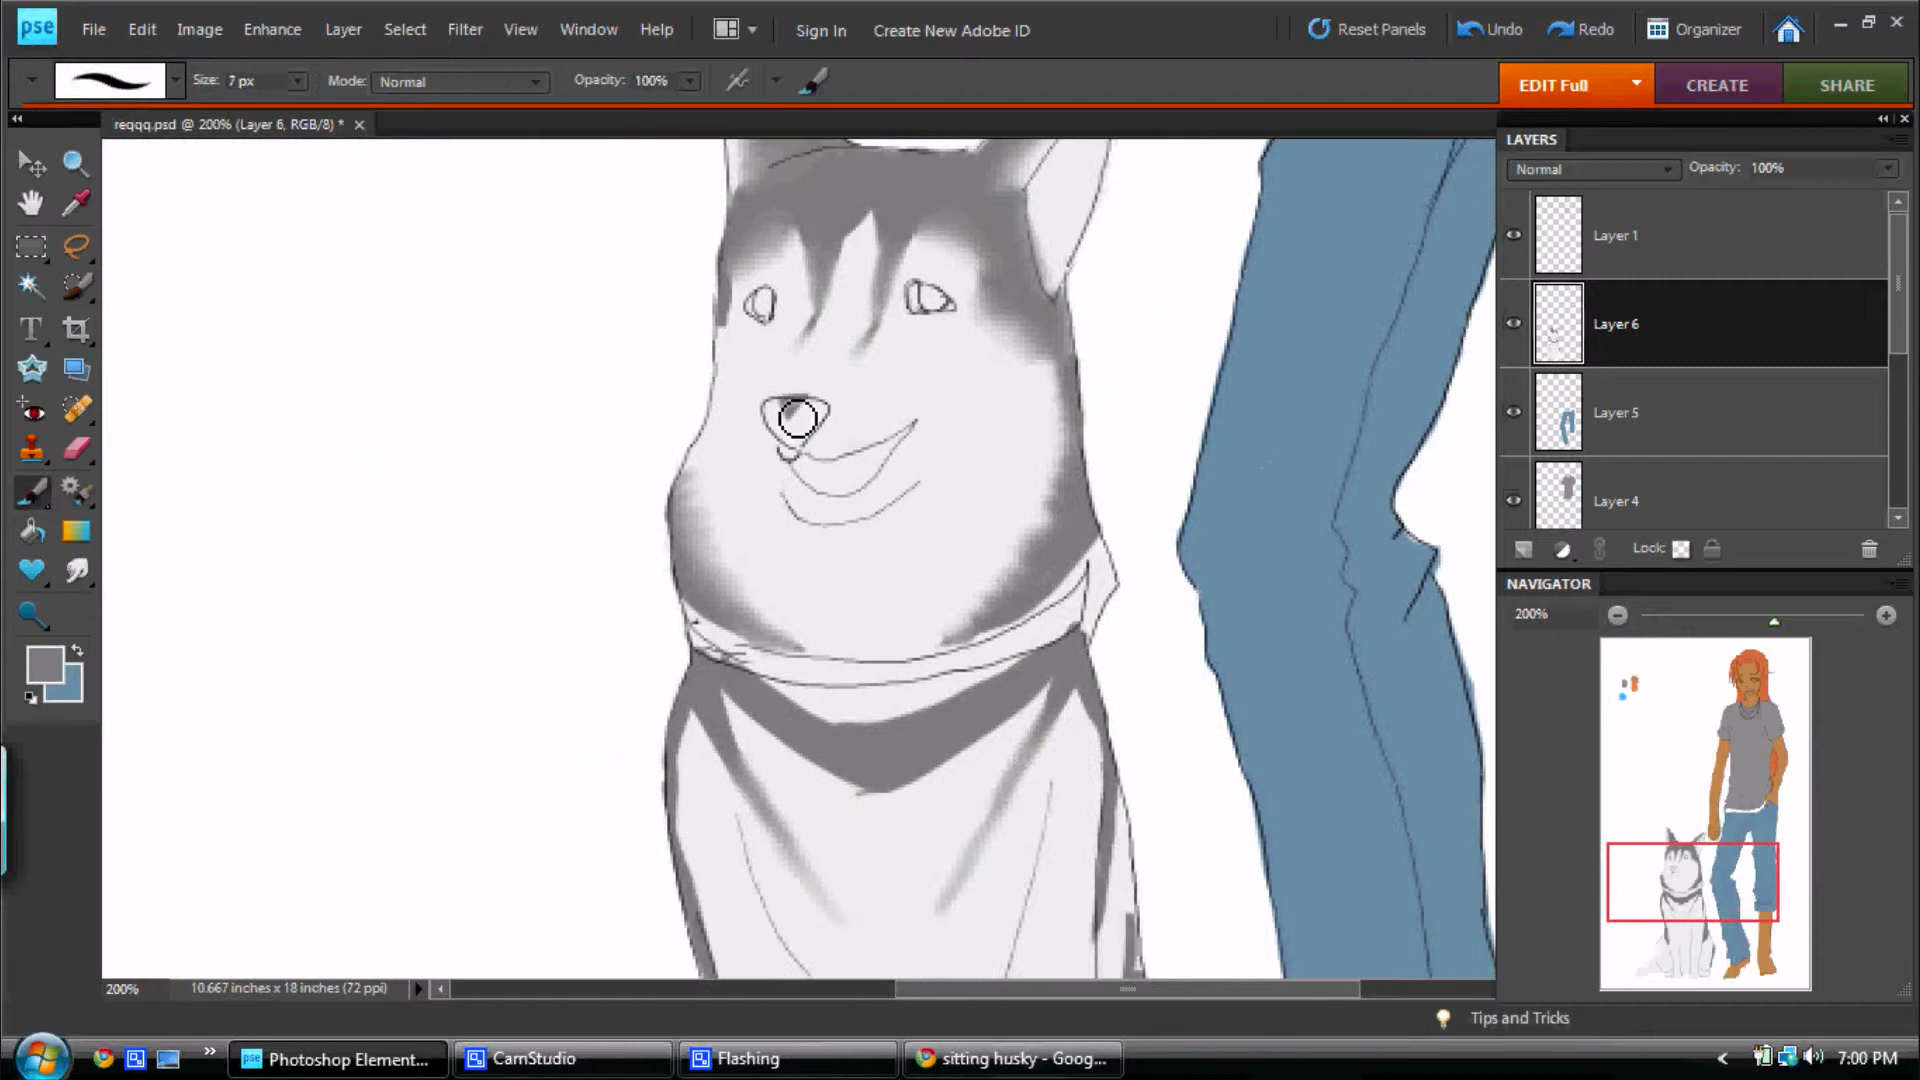 pse File Edit Image Enhance Layer Select Filter View Window Help Sign In Create New Adobe ID Reset Panels Undo Redo Organizer
Size: 7 px Mode: Normal Opacity: 100% EDIT Full CREATE SHARE
reqqq.psd @ 200% (Layer 6, RGB/8) *
LAYERS
Normal Opacity: 100%
Layer 1
Layer 6
Layer 5
Layer 4
Lock:
NAVIGATOR
200%
T
200% 10.667 inches x 18 inches (72 ppi)
Tips and Tricks
pse Photoshop Element... CamStudio Flashing sitting husky - Goog... 7:00 PM